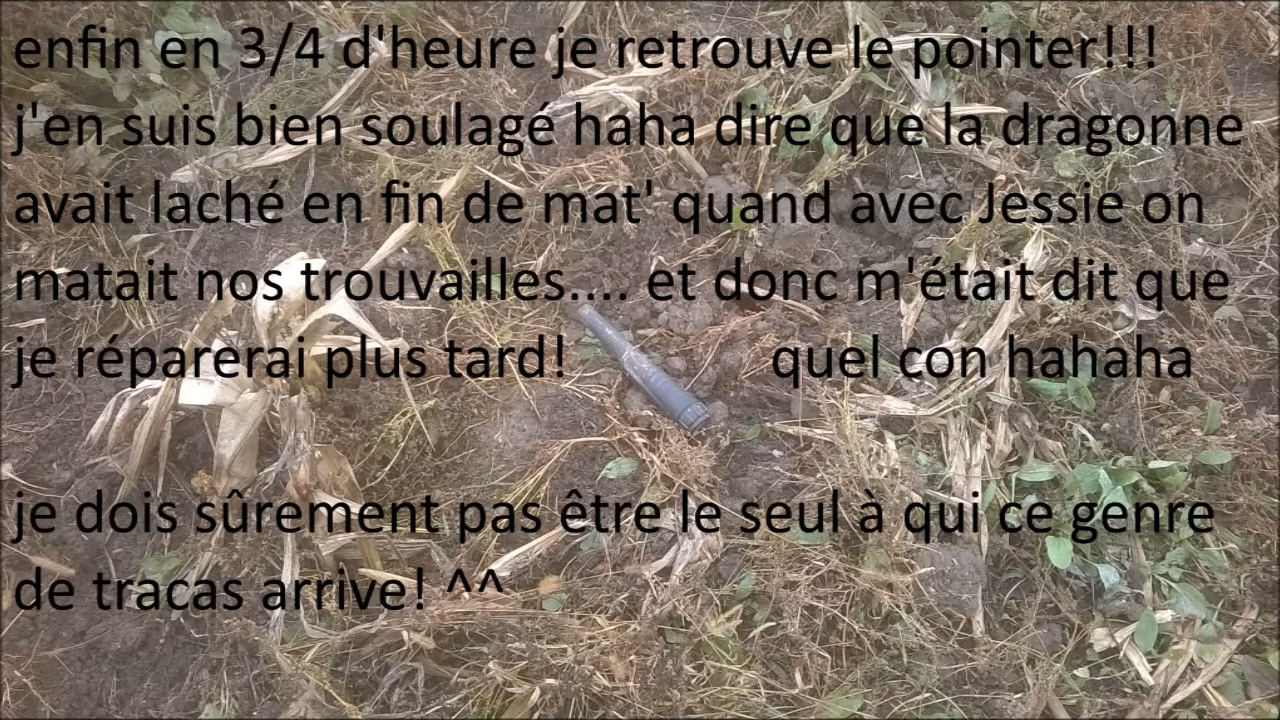 enfin en 3/4 d'heure je retrouve le pointer!!!
j'en suis bien soulagé haha dire que la dragonne
avait laché en fin de mat' quand avec Jessie on
matait nos trouvailles.... et donc m'était dit que
je réparerai plus tard! quel con hahaha
je dois sûrement pas être le seul à qui ce genre
de tracas arrive! ^^